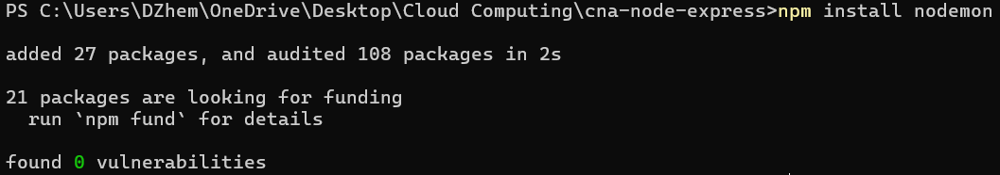 PS C:\Users\DZhem\OneDrive\Desktop\Cloud Computing\cna-node-express>npm install nodemon
added 27 packages, and audited 108 packages in 2s
21 packages are looking for funding
run `npm fund` for details
found 0 vulnerabilities